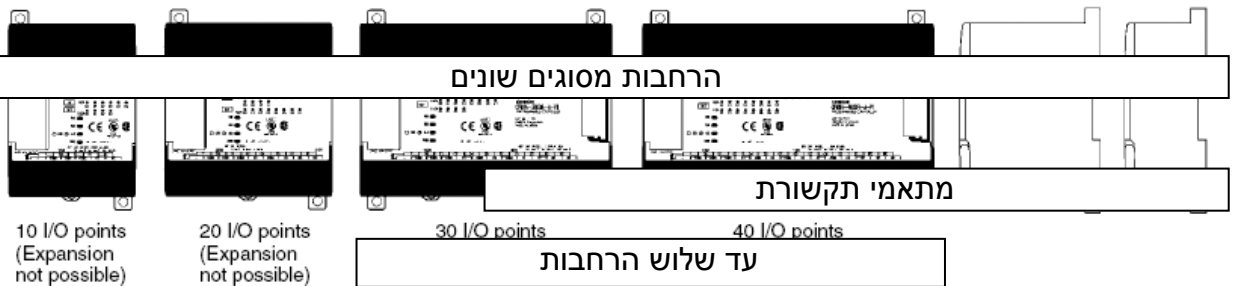 הרחבות מסוגים שונים
מתאמי תקשורת
10 I/O points
(Expansion
not possible)
20 I/O points
(Expansion
not possible)
30 I/O points
40 I/O points
עד שלוש הרחבות